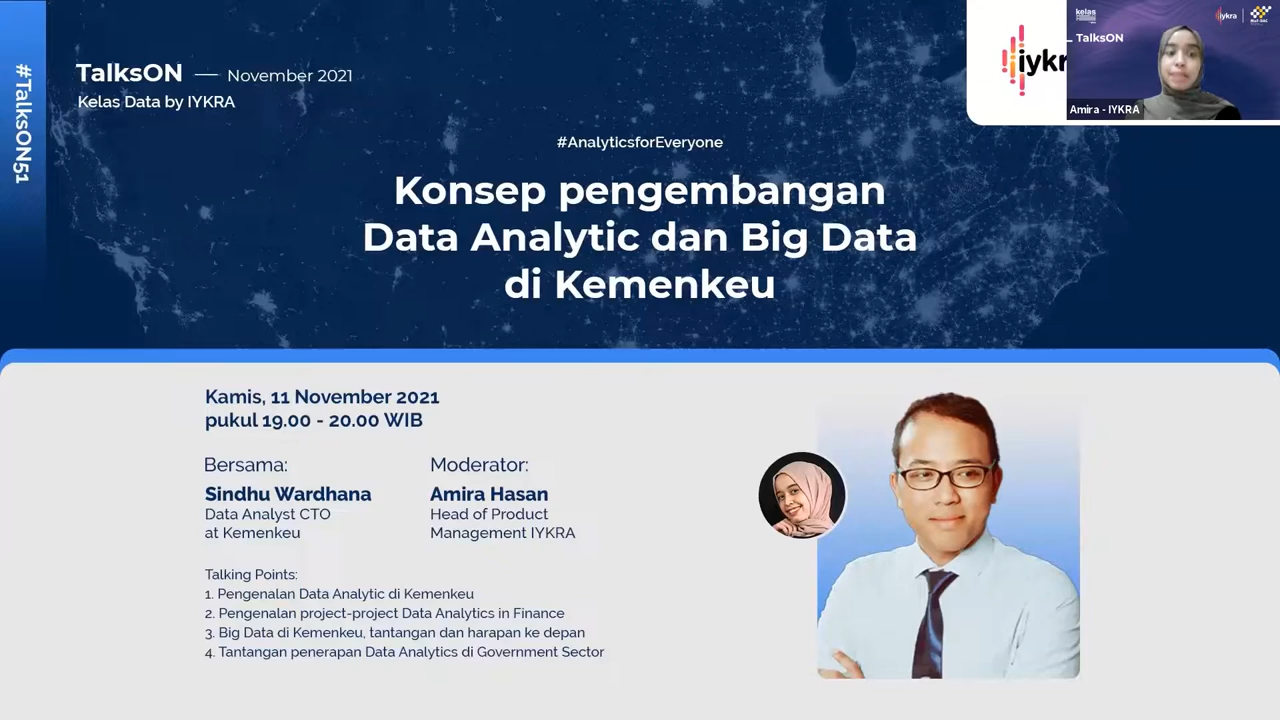 #TalksON51
TalksON — November 2021
Kelas Data by IYKRA
iykr
kelas
iykra
TalksON
Amira - IYKRA
#AnalyticsforEveryone
Konsep pengembangan
Data Analytic dan Big Data
di Kemenkeu
Kamis, 11 November 2021
pukul 19.00 - 20.00 WIB
Bersama:
Sindhu Wardhana
Data Analyst CTO
at Kemenkeu
Moderator:
Amira Hasan
Head of Product
Management IYKRA
Talking Points:
1. Pengenalan Data Analytic di Kemenkeu
2. Pengenalan project-project Data Analytics in Finance
3. Big Data di Kemenkeu, tantangan dan harapan ke depan
4. Tantangan penerapan Data Analytics di Government Sector